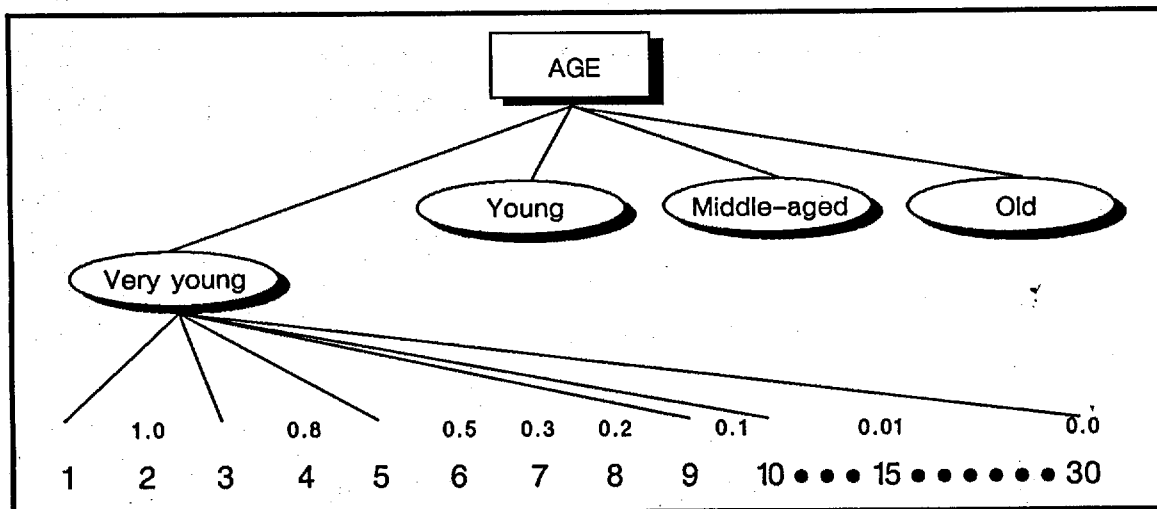 AGE
Young Middle-aged Old
Very young
1.0 0.8 0.5 0.3 0.2 0.1 0.01 0.0
1 2 3 4 5 6 7 8 9 10 ● ● ● 15 ● ● ● ● ● ● ● 30